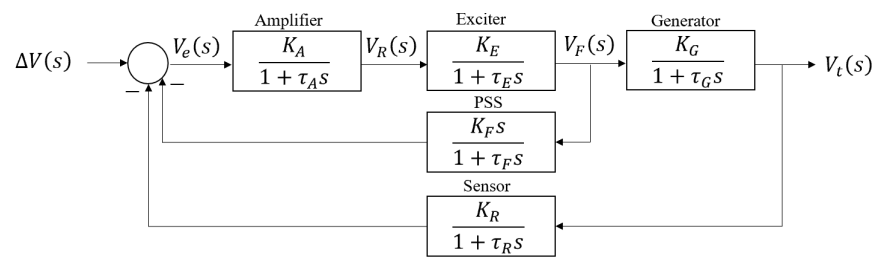 Amplifier Exciter Generator
ΔV(s) V_e(s) K_A / (1 + τ_A s) V_R(s) K_E / (1 + τ_E s) V_F(s) K_G / (1 + τ_G s) V_t(s)
− −
PSS
K_F s / (1 + τ_F s)
Sensor
K_R / (1 + τ_R s)